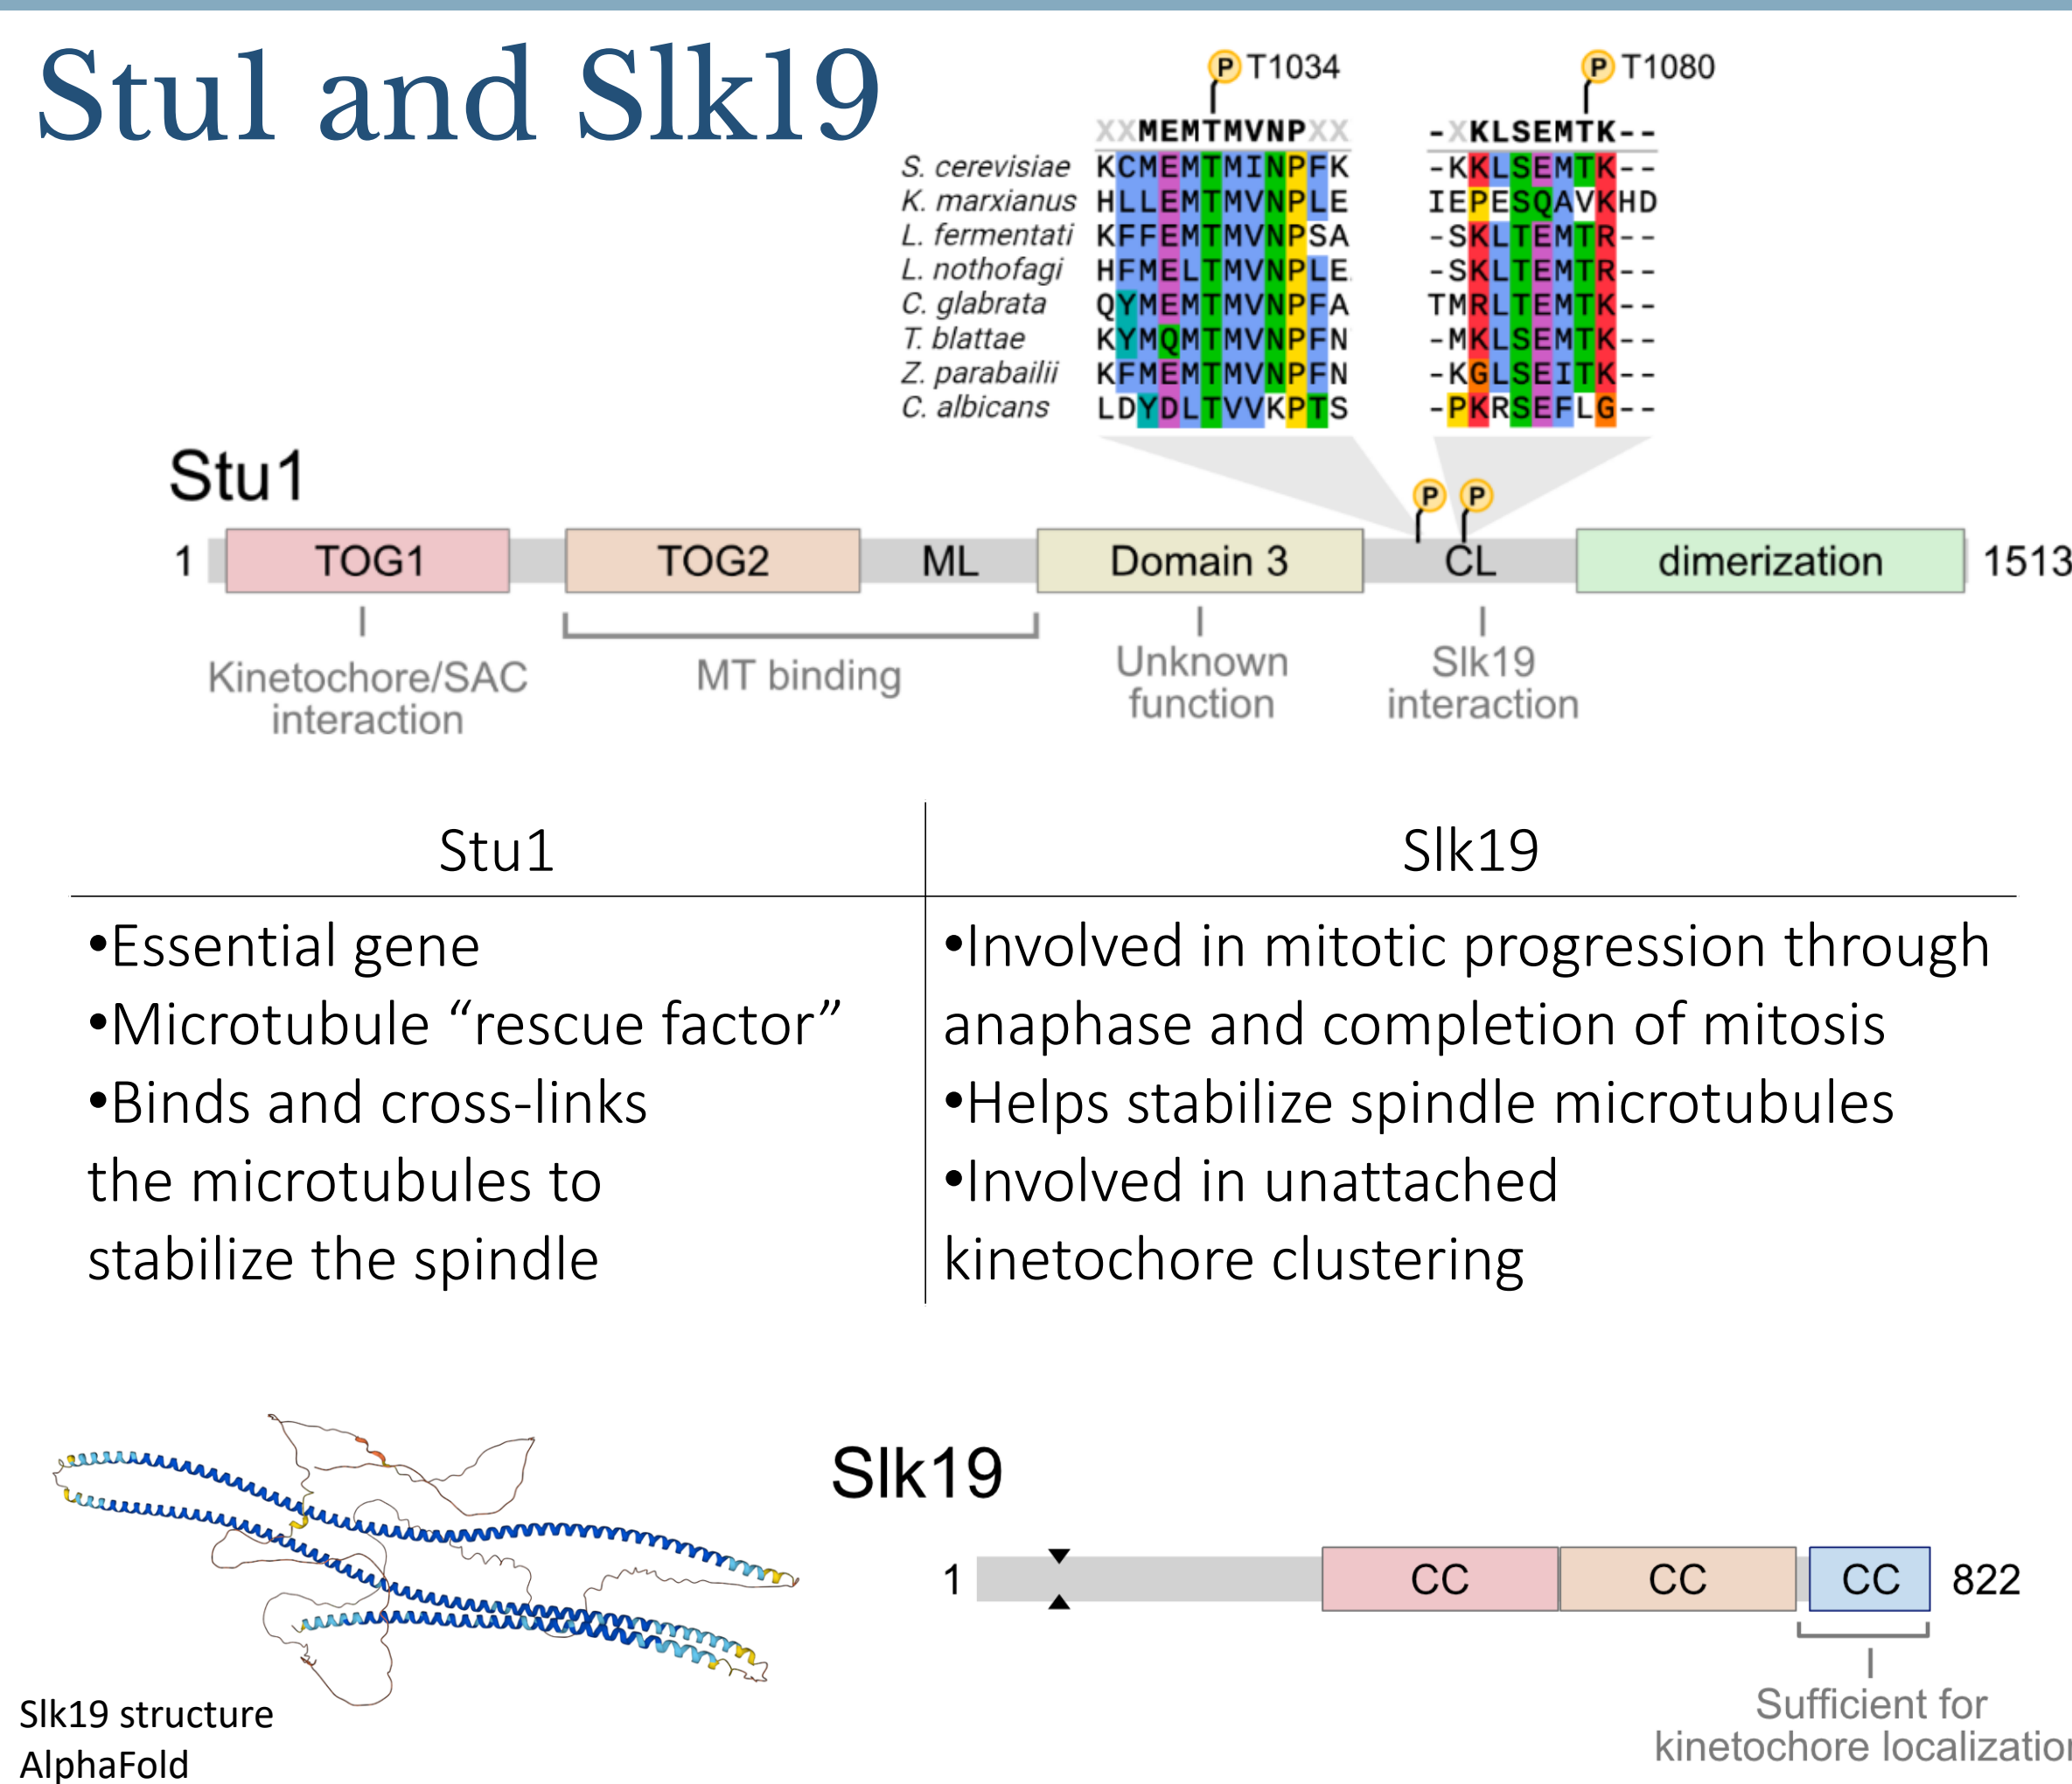 Stu1 and Slk19
P T1034
P T1080
XXMEMTMVNPXX -XKLSEMTK--
S. cerevisiae KCMEMTMINPFK -KKLSEMTK--
K. marxianus HLLEMTMVNPLE IEPESQAVKHD
L. fermentati KFFEMTMVNPSA -SKLTEMTR--
L. nothofagi HFMELTMVNPLE -SKLTEMTR--
C. glabrata QYMEMTMVNPFA TMRLTEMTK--
T. blattae KYMQMTMVNPFN -MKLSEMTK--
Z. parabailii KFMEMTMVNPFN -KGLSEITK--
C. albicans LDYDLTVVKPTS -PKRSEFLG--
Stu1
P P
1 TOG1 TOG2 ML Domain 3 CL dimerization 1513
Kinetochore/SAC
interaction
MT binding
Unknown
function
Slk19
interaction
Stu1
•Essential gene
•Microtubule “rescue factor”
•Binds and cross-links
the microtubules to
stabilize the spindle
Slk19
•Involved in mitotic progression through
anaphase and completion of mitosis
•Helps stabilize spindle microtubules
•Involved in unattached
kinetochore clustering
Slk19 structure
AlphaFold
Slk19
1 CC CC CC 822
Sufficient for
kinetochore localization